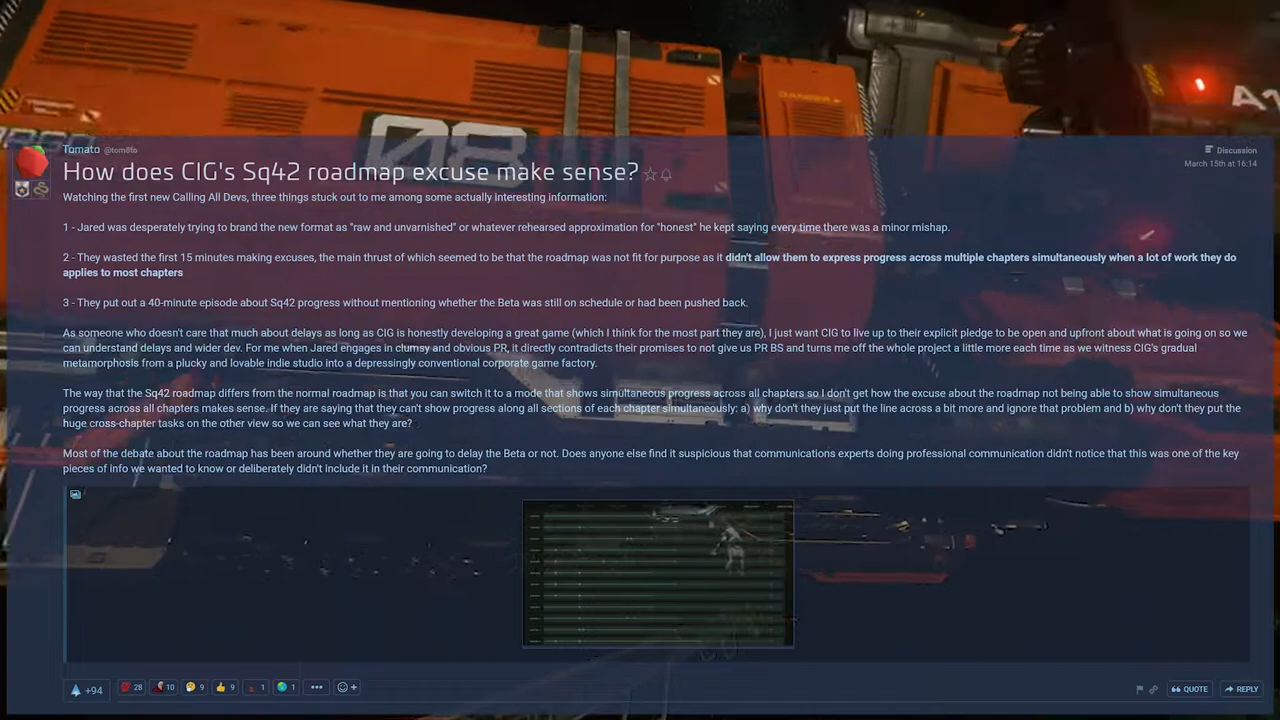 DANGER
A1
08
Tomato @tom8to
Discussion
How does CIG's Sq42 roadmap excuse make sense?
March 15th at 16:14
Watching the first new Calling All Devs, three things stuck out to me among some actually interesting information:
1 - Jared was desperately trying to brand the new format as "raw and unvarnished" or whatever rehearsed approximation for "honest" he kept saying every time there was a minor mishap.
2 - They wasted the first 15 minutes making excuses, the main thrust of which seemed to be that the roadmap was not fit for purpose as it didn't allow them to express progress across multiple chapters simultaneously when a lot of work they do
applies to most chapters
3 - They put out a 40-minute episode about Sq42 progress without mentioning whether the Beta was still on schedule or had been pushed back.
As someone who doesn't care that much about delays as long as CIG is honestly developing a great game (which I think for the most part they are), I just want CIG to live up to their explicit pledge to be open and upfront about what is going on so we
can understand delays and wider dev. For me when Jared engages in clumsy and obvious PR, it directly contradicts their promises to not give us PR BS and turns me off the whole project a little more each time as we witness CIG's gradual
metamorphosis from a plucky and lovable indie studio into a depressingly conventional corporate game factory.
The way that the Sq42 roadmap differs from the normal roadmap is that you can switch it to a mode that shows simultaneous progress across all chapters so I don't get how the excuse about the roadmap not being able to show simultaneous
progress across all chapters makes sense. If they are saying that they can't show progress along all sections of each chapter simultaneously: a) why don't they just put the line across a bit more and ignore that problem and b) why don't they put the
huge cross-chapter tasks on the other view so we can see what they are?
Most of the debate about the roadmap has been around whether they are going to delay the Beta or not. Does anyone else find it suspicious that communications experts doing professional communication didn't notice that this was one of the key
pieces of info we wanted to know or deliberately didn't include it in their communication?
+94
28
10
9
9
1
1
QUOTE
REPLY